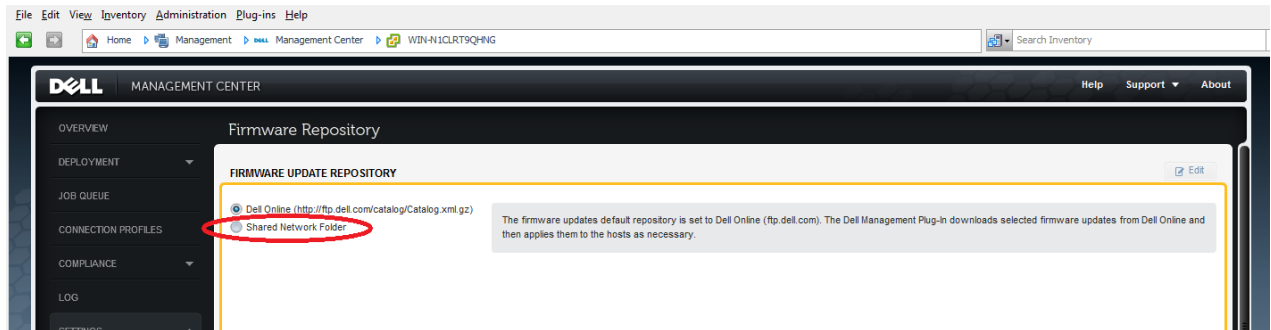 File Edit View Inventory Administration Plug-ins Help
Home Management DELL Management Center WIN-N1CLRT9QHNG Search Inventory
DELL MANAGEMENT CENTER Help Support About
OVERVIEW
Firmware Repository
DEPLOYMENT
FIRMWARE UPDATE REPOSITORY Edit
JOB QUEUE
Dell Online (http://ftp.dell.com/catalog/Catalog.xml.gz)
Shared Network Folder
The firmware updates default repository is set to Dell Online (ftp.dell.com). The Dell Management Plug-In downloads selected firmware updates from Dell Online and
then applies them to the hosts as necessary.
CONNECTION PROFILES
COMPLIANCE
LOG
SETTINGS